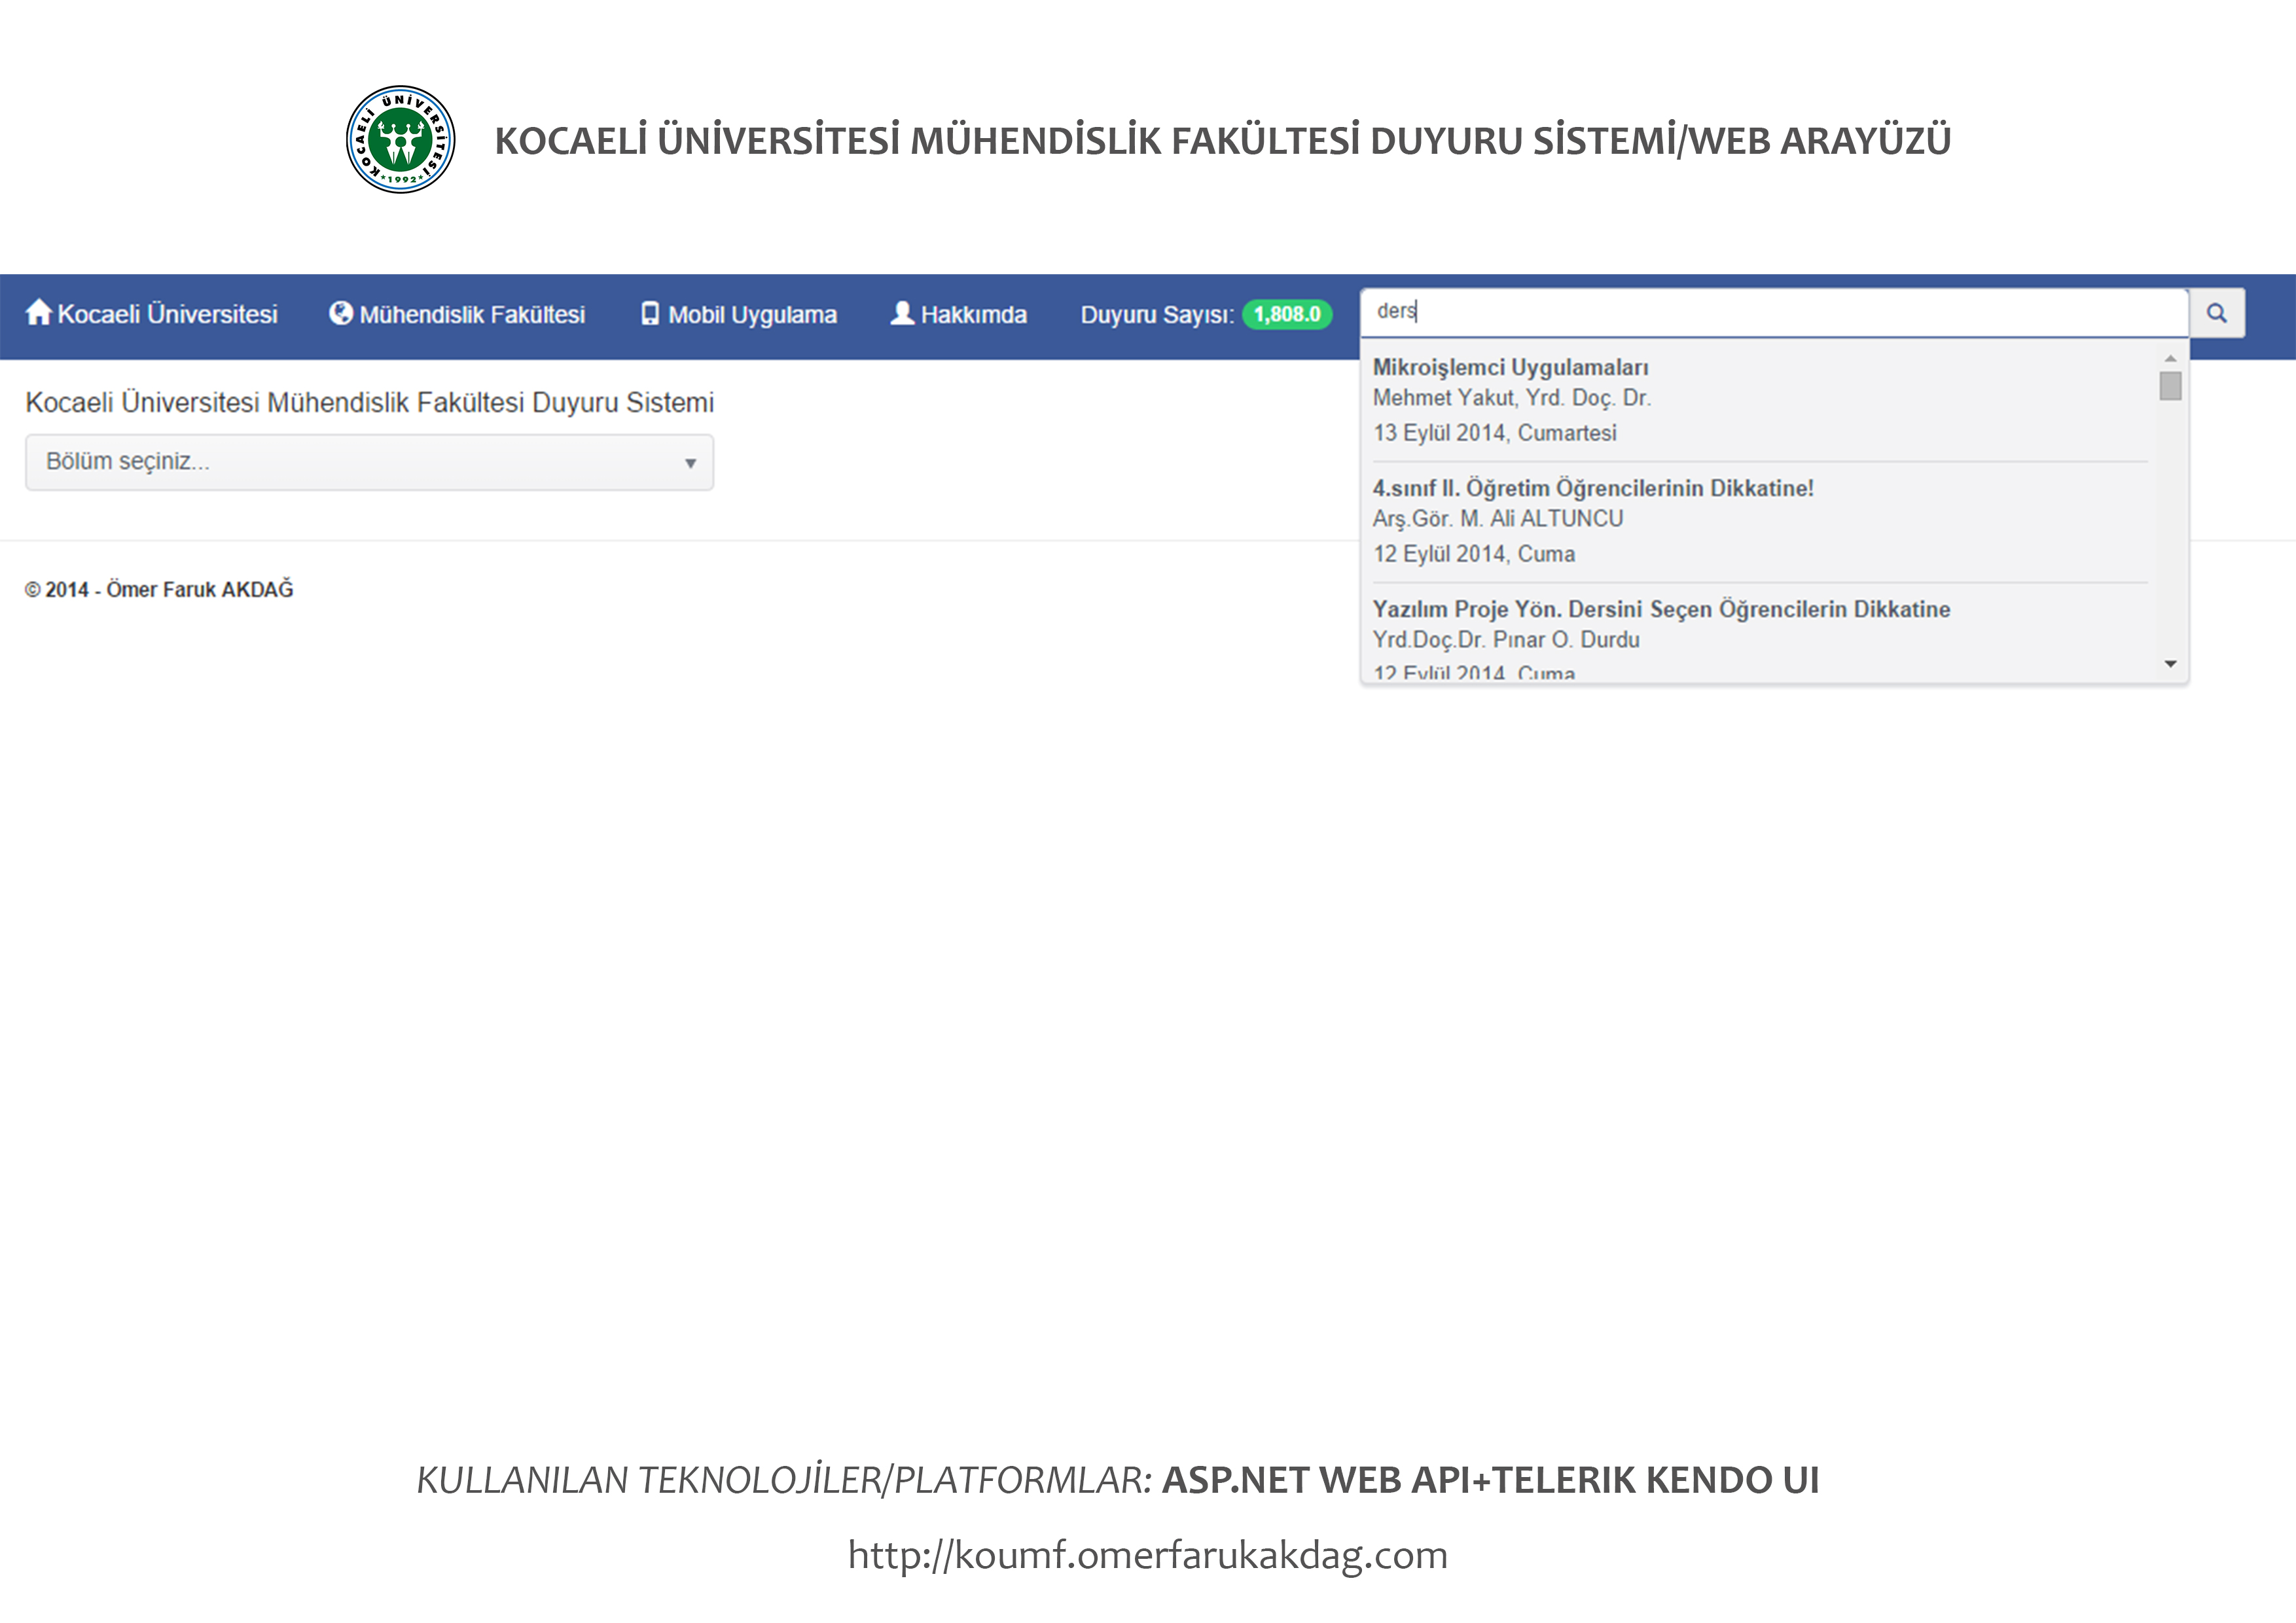 KOCAELİ ÜNİVERSİTESİ
1992
KOCAELİ ÜNİVERSİTESİ MÜHENDİSLİK FAKÜLTESİ DUYURU SİSTEMİ/WEB ARAYÜZÜ
Kocaeli Üniversitesi Mühendislik Fakültesi Mobil Uygulama Hakkımda Duyuru Sayısı: 1,808.0 ders
Kocaeli Üniversitesi Mühendislik Fakültesi Duyuru Sistemi
Bölüm seçiniz...
Mikroişlemci Uygulamaları
Mehmet Yakut, Yrd. Doç. Dr.
13 Eylül 2014, Cumartesi
4.sınıf II. Öğretim Öğrencilerinin Dikkatine!
Arş.Gör. M. Ali ALTUNCU
12 Eylül 2014, Cuma
Yazılım Proje Yön. Dersini Seçen Öğrencilerin Dikkatine
Yrd.Doç.Dr. Pınar O. Durdu
12 Eylül 2014, Cuma
© 2014 - Ömer Faruk AKDAĞ
KULLANILAN TEKNOLOJİLER/PLATFORMLAR: ASP.NET WEB API+TELERIK KENDO UI
http://koumf.omerfarukakdag.com